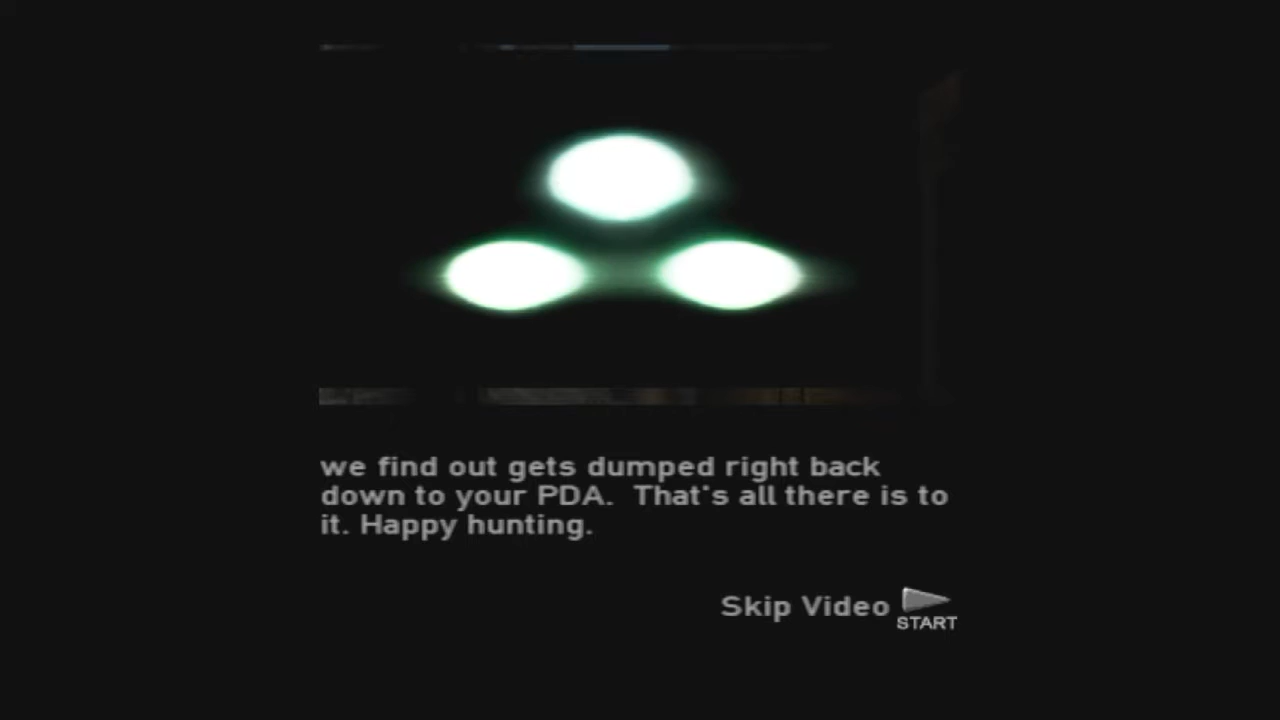 we find out gets dumped right back
down to your PDA.  That's all there is to
it. Happy hunting.
Skip Video
START